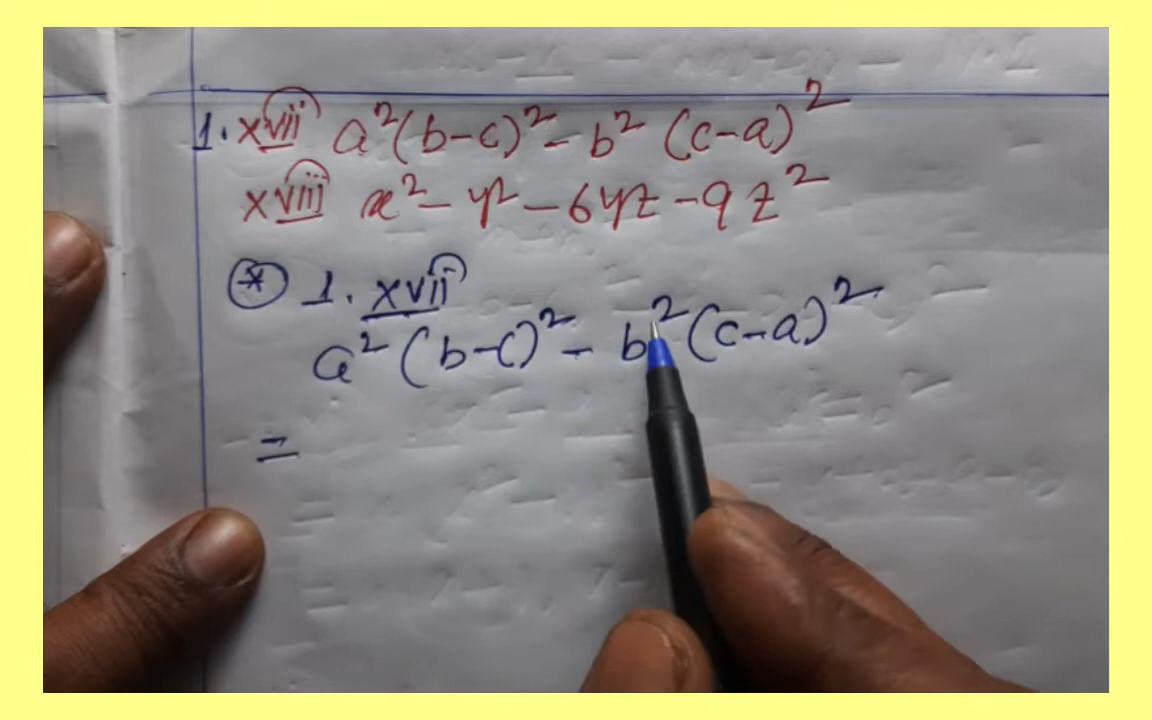 1. xvii a²(b-c)² - b² (c-a)²
xviii x² - y² - 6yz - 9z²
* 1. xvii
a² (b-c)² - b² (c-a)²
=